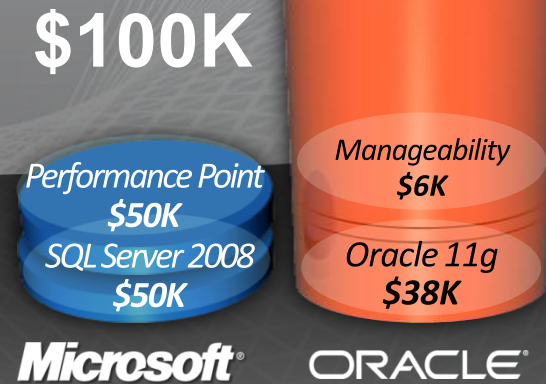 $100K
Performance Point
$50K
SQL Server 2008
$50K
Microsoft®
Manageability
$6K
Oracle 11g
$38K
ORACLE®